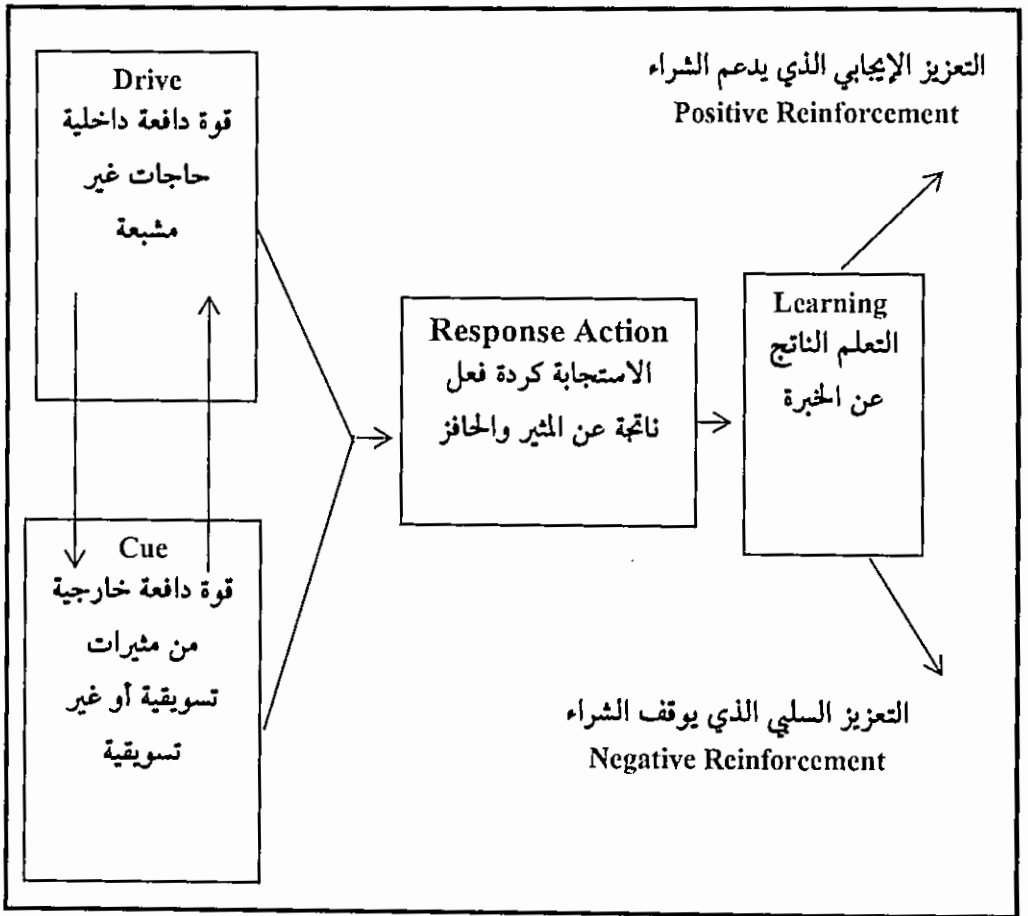 Drive
قوة دافعة داخلية
حاجات غير
مشبعة
Cue
قوة دافعة خارجية
من مثيرات
تسويقية أو غير
تسويقية
Response Action
الاستجابة كردة فعل
ناتجة عن المثير والحافز
Learning
التعلم الناتج
عن الخبرة
التعزيز الإيجابي الذي يدعم الشراء
Positive Reinforcement
التعزيز السلبي الذي يوقف الشراء
Negative Reinforcement